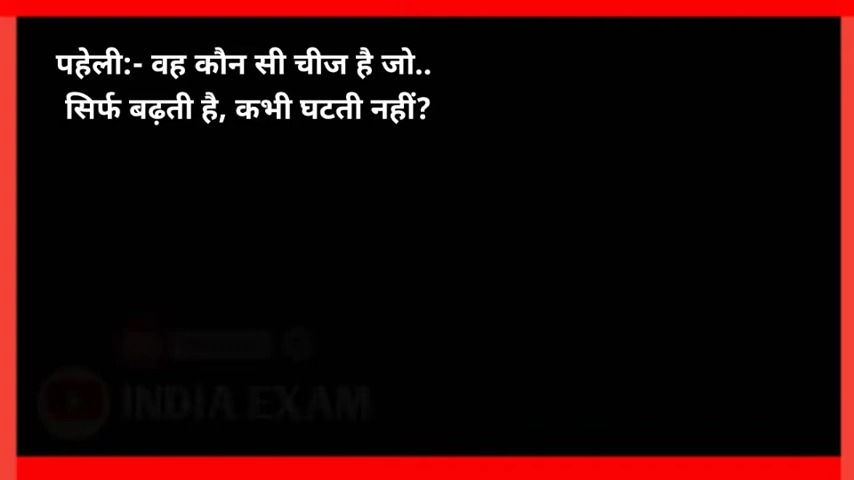 पहेली:- वह कौन सी चीज है जो..
सिर्फ बढ़ती है, कभी घटती नहीं?
INDIA EXAM